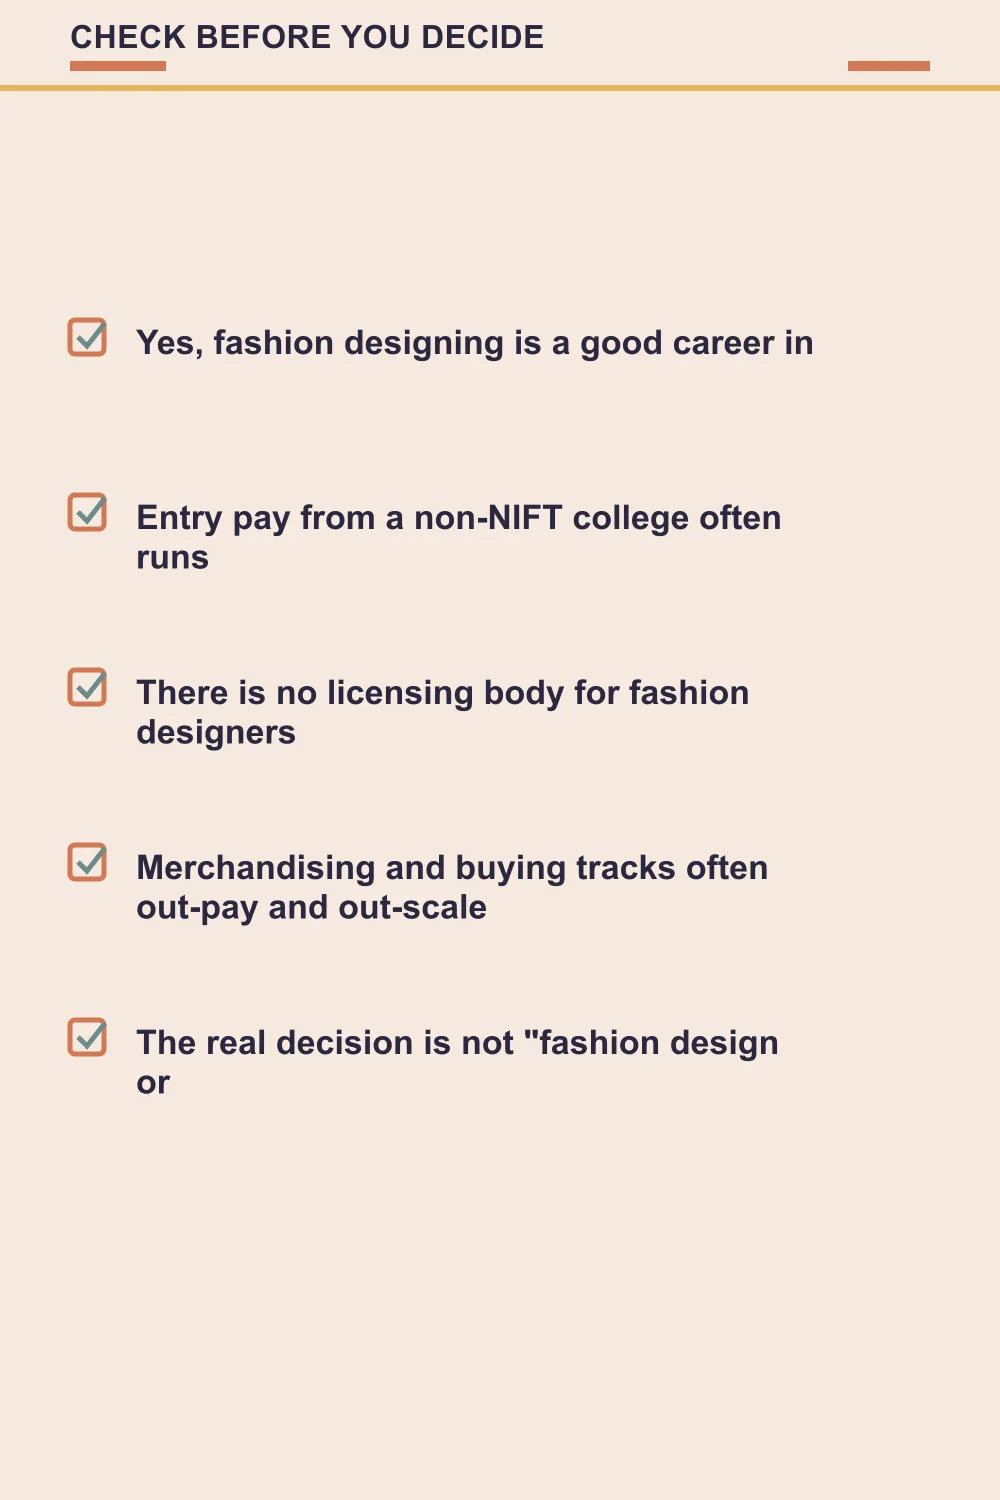 CHECK BEFORE YOU DECIDE
Yes, fashion designing is a good career in
Entry pay from a non-NIFT college often
runs
There is no licensing body for fashion
designers
Merchandising and buying tracks often
out-pay and out-scale
The real decision is not "fashion design
or